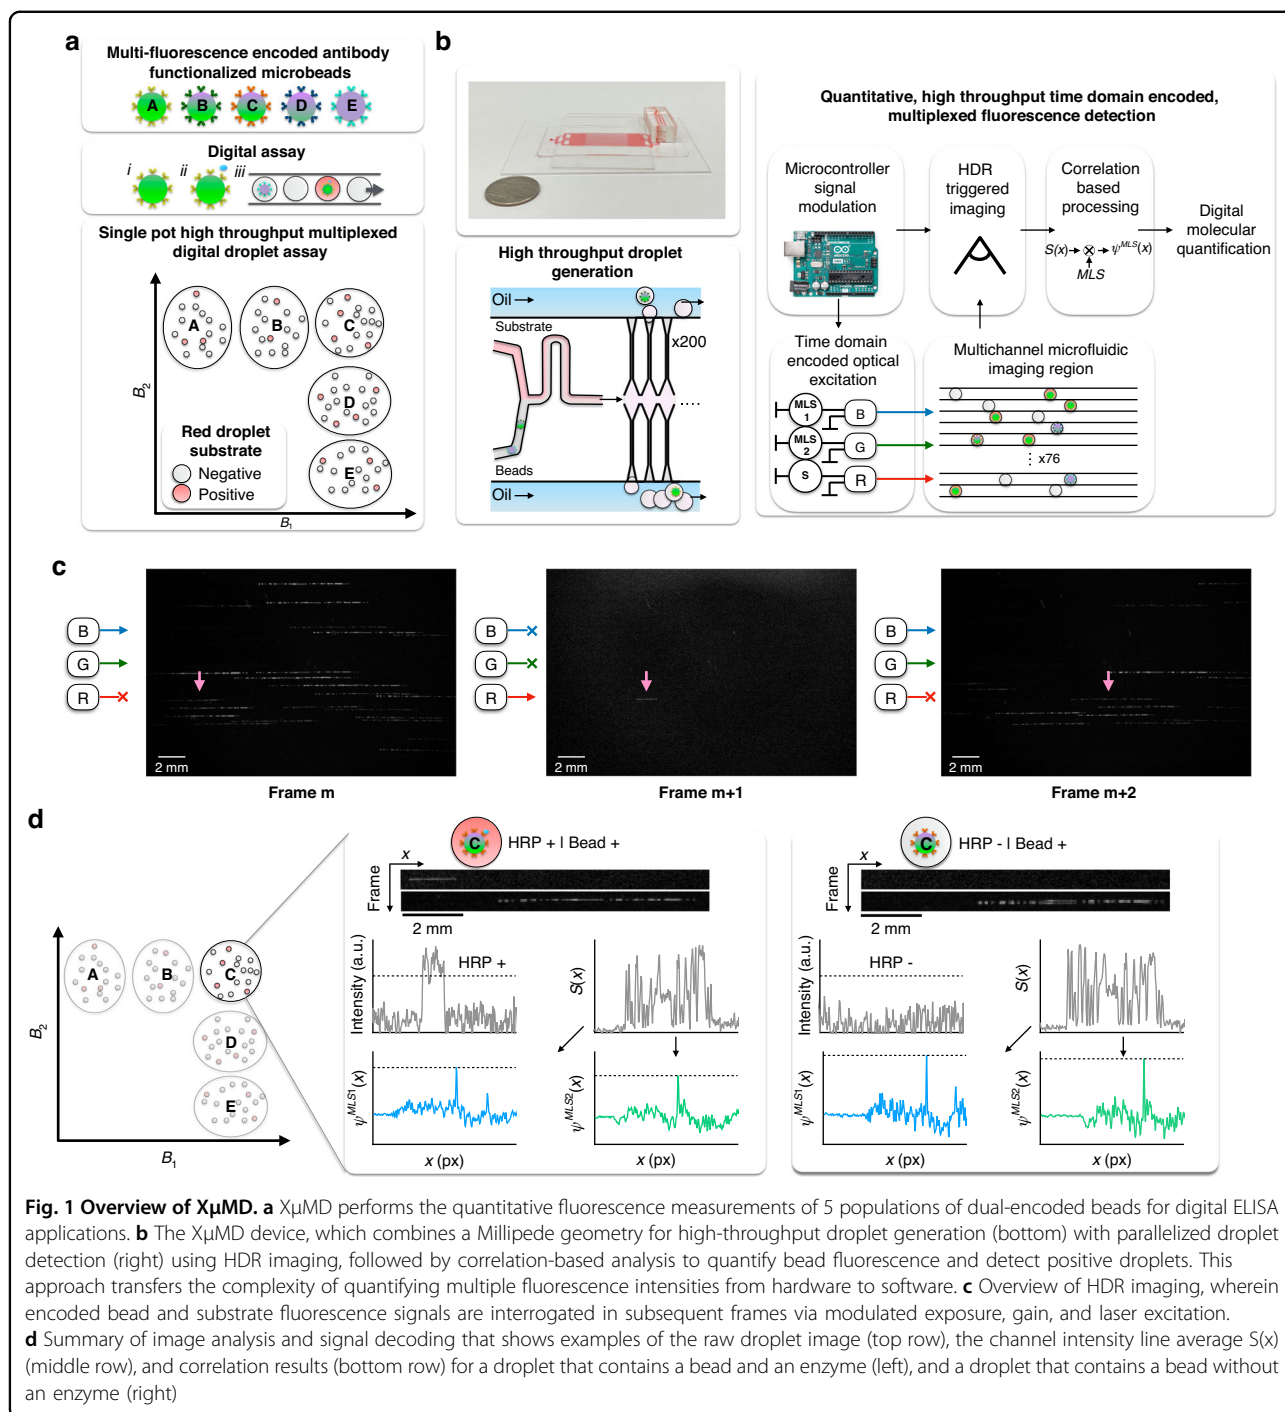 a
Multi-fluorescence encoded antibody
functionalized microbeads
A B C D E
Digital assay
i ii iii
Single pot high throughput multiplexed
digital droplet assay
A B C
D
E
Red droplet
substrate
Negative
Positive
B2
B1
b
High throughput droplet
generation
Oil
Substrate
x200
Beads
Oil
Quantitative, high throughput time domain encoded,
multiplexed fluorescence detection
Microcontroller
signal
modulation
HDR
triggered
imaging
Correlation
based
processing
S(x) → ⊗ → ψMLS(x)
MLS
Digital
molecular
quantification
Time domain
encoded optical
excitation
MLS
1
B
MLS
2
G
S
R
Multichannel microfluidic
imaging region
x76
c
B
G
R
2 mm
Frame m
B
G
R
2 mm
Frame m+1
B
G
R
2 mm
Frame m+2
d
A B C
D
E
B2
B1
C HRP + I Bead +
x
Frame
2 mm
Intensity (a.u.)
HRP +
S(x)
ψMLS1(x)
ψMLS2(x)
x (px) x (px)
C HRP - I Bead +
x
Frame
2 mm
Intensity (a.u.)
HRP -
S(x)
ψMLS1(x)
ψMLS2(x)
x (px) x (px)
Fig. 1 Overview of XμMD. a XμMD performs the quantitative fluorescence measurements of 5 populations of dual-encoded beads for digital ELISA
applications. b The XμMD device, which combines a Millipede geometry for high-throughput droplet generation (bottom) with parallelized droplet
detection (right) using HDR imaging, followed by correlation-based analysis to quantify bead fluorescence and detect positive droplets. This
approach transfers the complexity of quantifying multiple fluorescence intensities from hardware to software. c Overview of HDR imaging, wherein
encoded bead and substrate fluorescence signals are interrogated in subsequent frames via modulated exposure, gain, and laser excitation.
d Summary of image analysis and signal decoding that shows examples of the raw droplet image (top row), the channel intensity line average S(x)
(middle row), and correlation results (bottom row) for a droplet that contains a bead and an enzyme (left), and a droplet that contains a bead without
an enzyme (right)